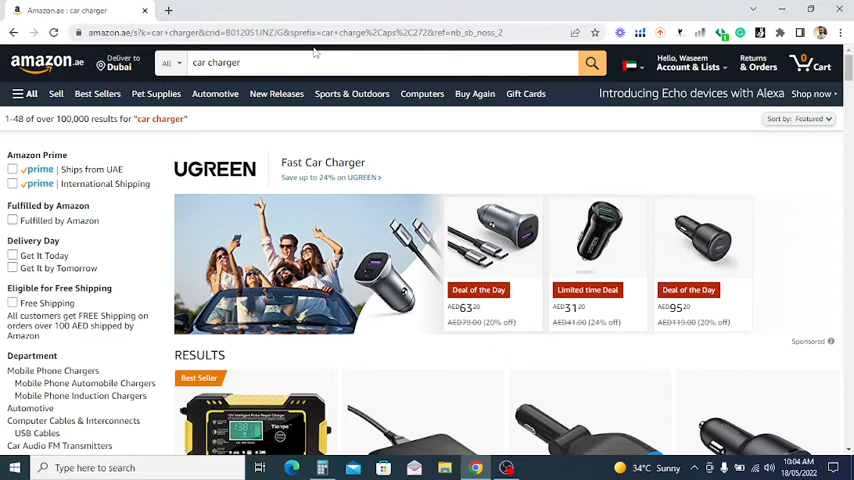 Amazon.ae : car charger
amazon.ae/s?k=car+charger&crid=B012051JNZJG&sprefix=car+charge%2Caps%2C272&ref=nb_sb_noss_2
amazon.ae
Deliver to
Dubai
All
car charger
Hello, Waseem
Account & Lists
Returns
& Orders
0
Cart
All
Sell
Best Sellers
Pet Supplies
Automotive
New Releases
Sports & Outdoors
Computers
Buy Again
Gift Cards
Introducing Echo devices with Alexa
Shop now ›
1-48 of over 100,000 results for "car charger"
Sort by: Featured
Amazon Prime
prime | Ships from UAE
prime | International Shipping
Fulfilled by Amazon
Fulfilled by Amazon
Delivery Day
Get It Today
Get It by Tomorrow
Eligible for Free Shipping
Free Shipping
All customers get FREE Shipping on
orders over 100 AED shipped by
Amazon
Department
Mobile Phone Chargers
Mobile Phone Automobile Chargers
Mobile Phone Induction Chargers
Automotive
Computer Cables & Interconnects
USB Cables
Car Audio FM Transmitters
UGREEN
Fast Car Charger
Save up to 24% on UGREEN ›
Deal of the Day
AED6320
AED79.00 (20% off)
Limited time Deal
AED3120
AED41.00 (24% off)
Deal of the Day
AED9520
AED119.00 (20% off)
Sponsored
RESULTS
Best Seller
Type here to search
34°C Sunny
10:04 AM
18/05/2022